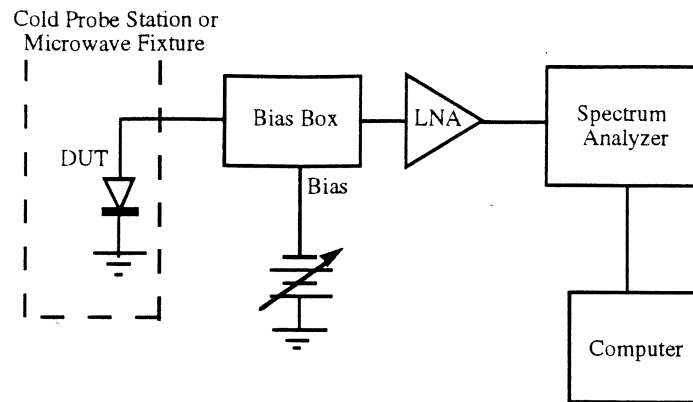 Cold Probe Station or
Microwave Fixture
DUT
Bias Box
Bias
LNA
Spectrum
Analyzer
Computer